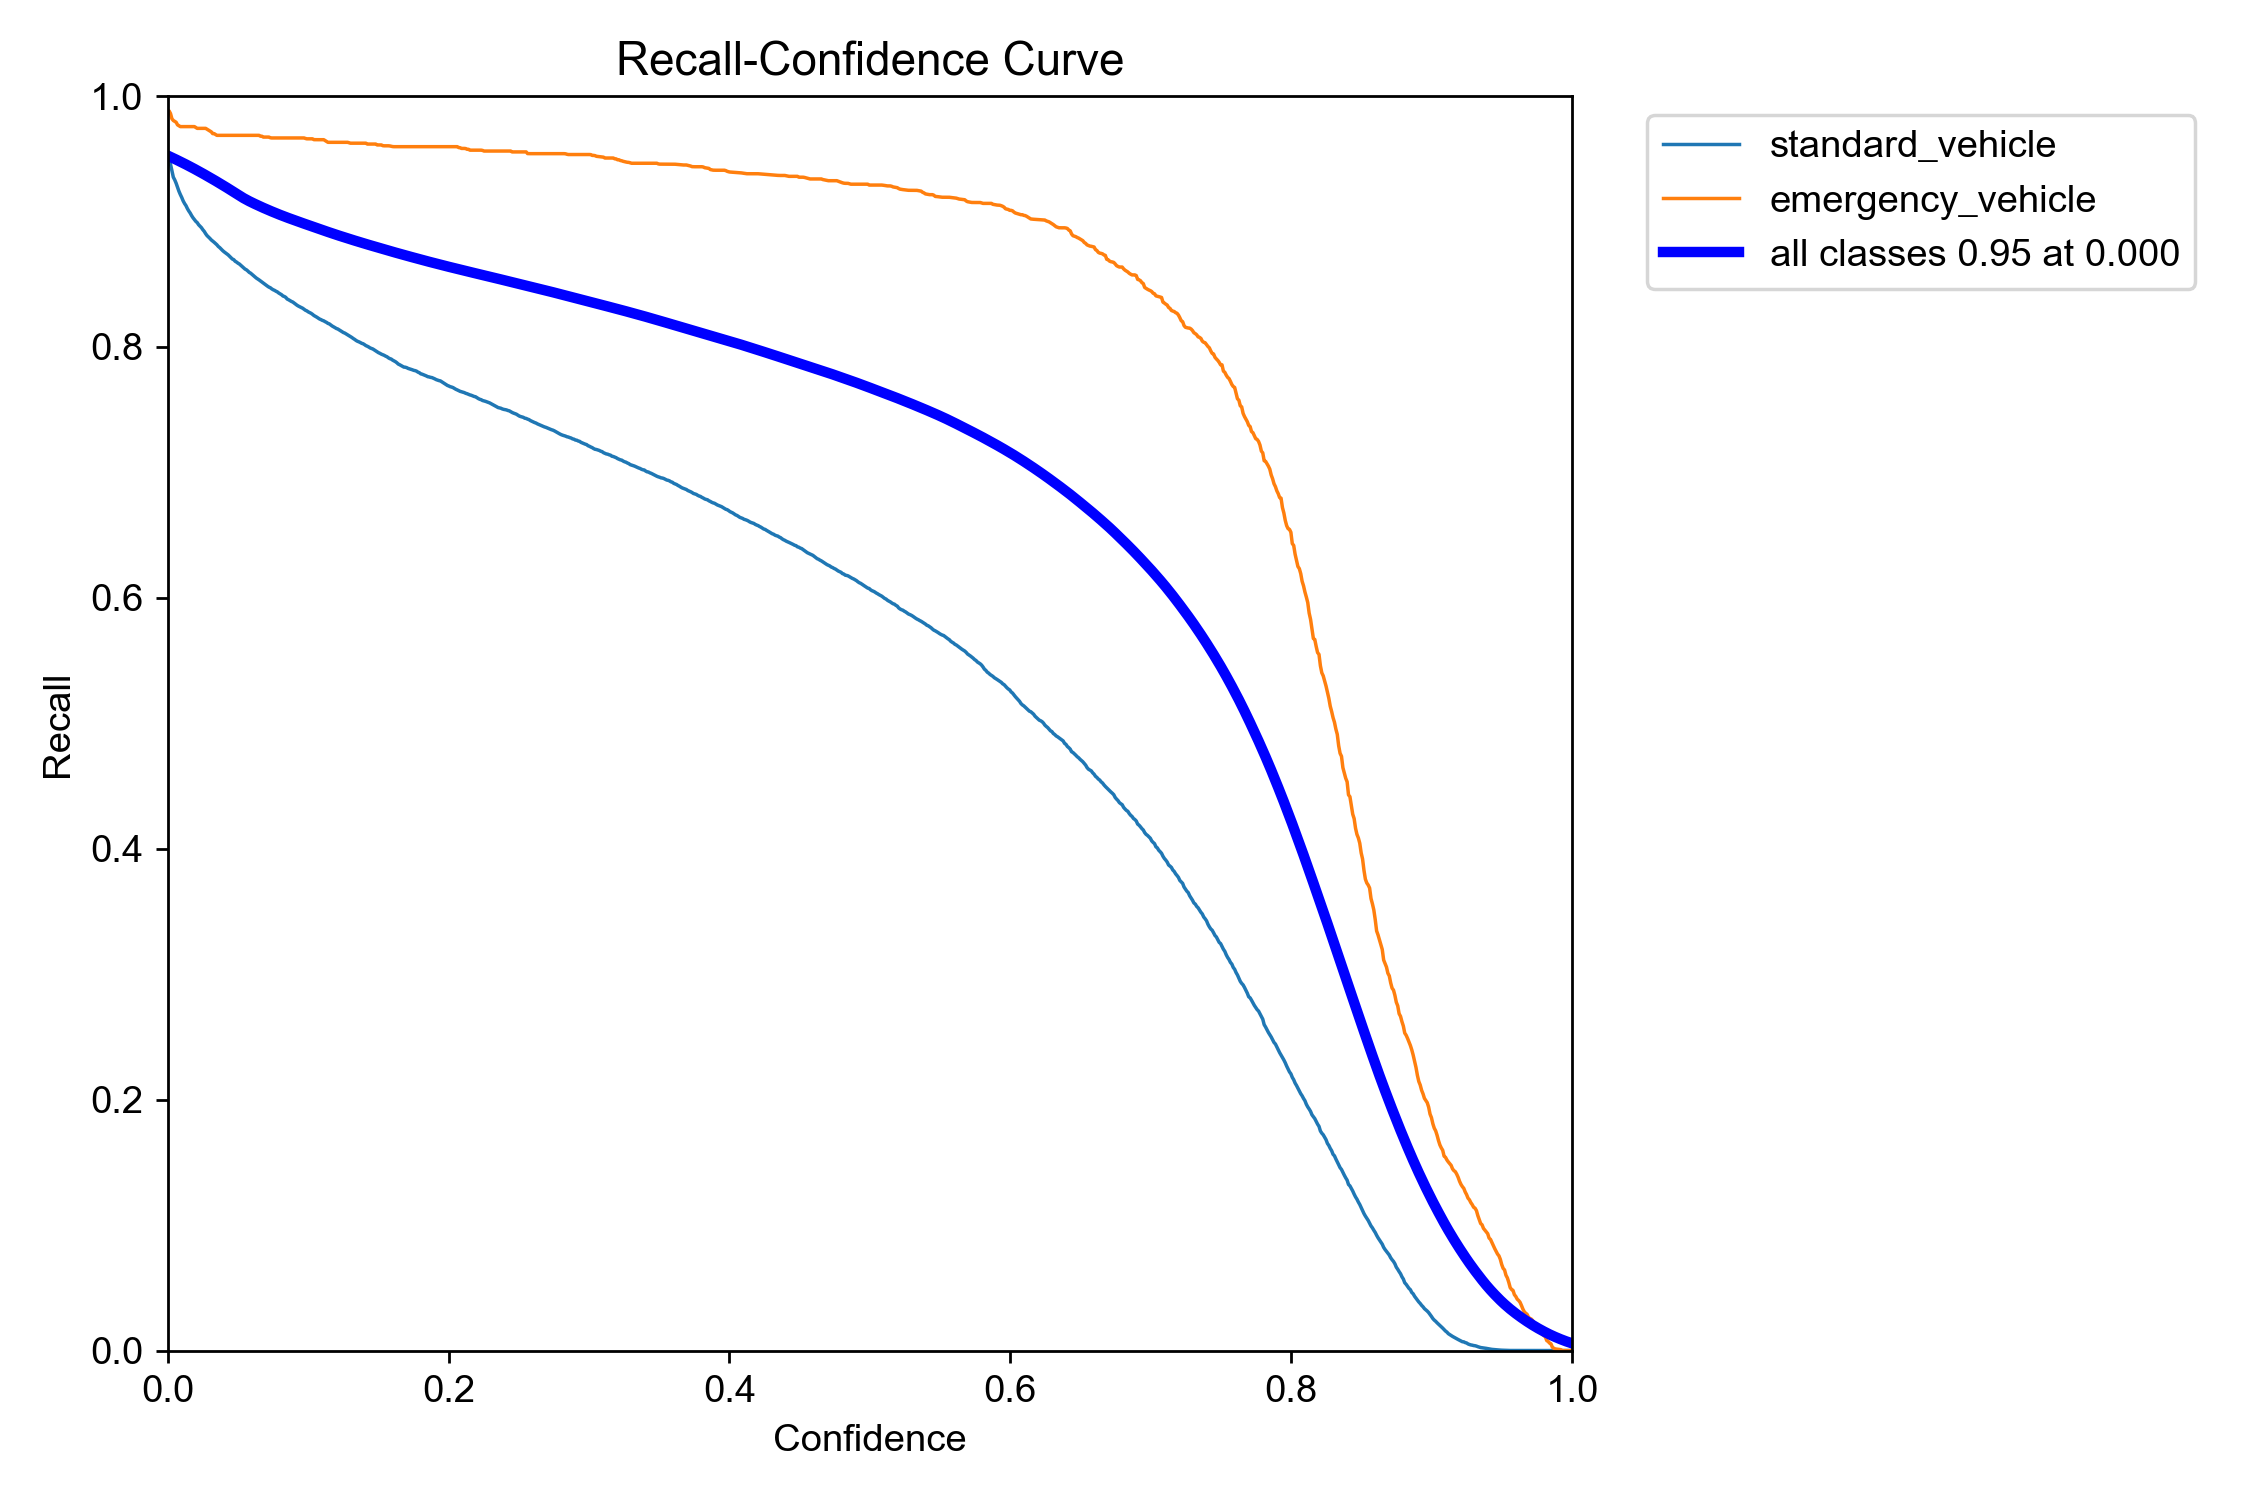 Recall-Confidence Curve
1.0
0.8
0.6
0.4
0.2
0.0
Recall
0.0 0.2 0.4 0.6 0.8 1.0
Confidence
standard_vehicle
emergency_vehicle
all classes 0.95 at 0.000